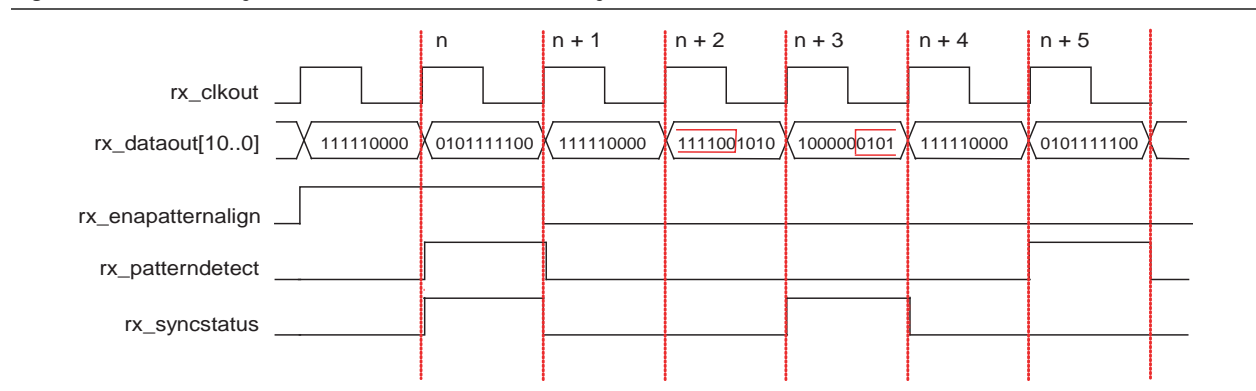 n n + 1 n + 2 n + 3 n + 4 n + 5
rx_clkout
rx_dataout[10..0] 111110000 0101111100 111110000 1111001010 1000000101 111110000 0101111100
rx_enapatternalign
rx_patterndetect
rx_syncstatus